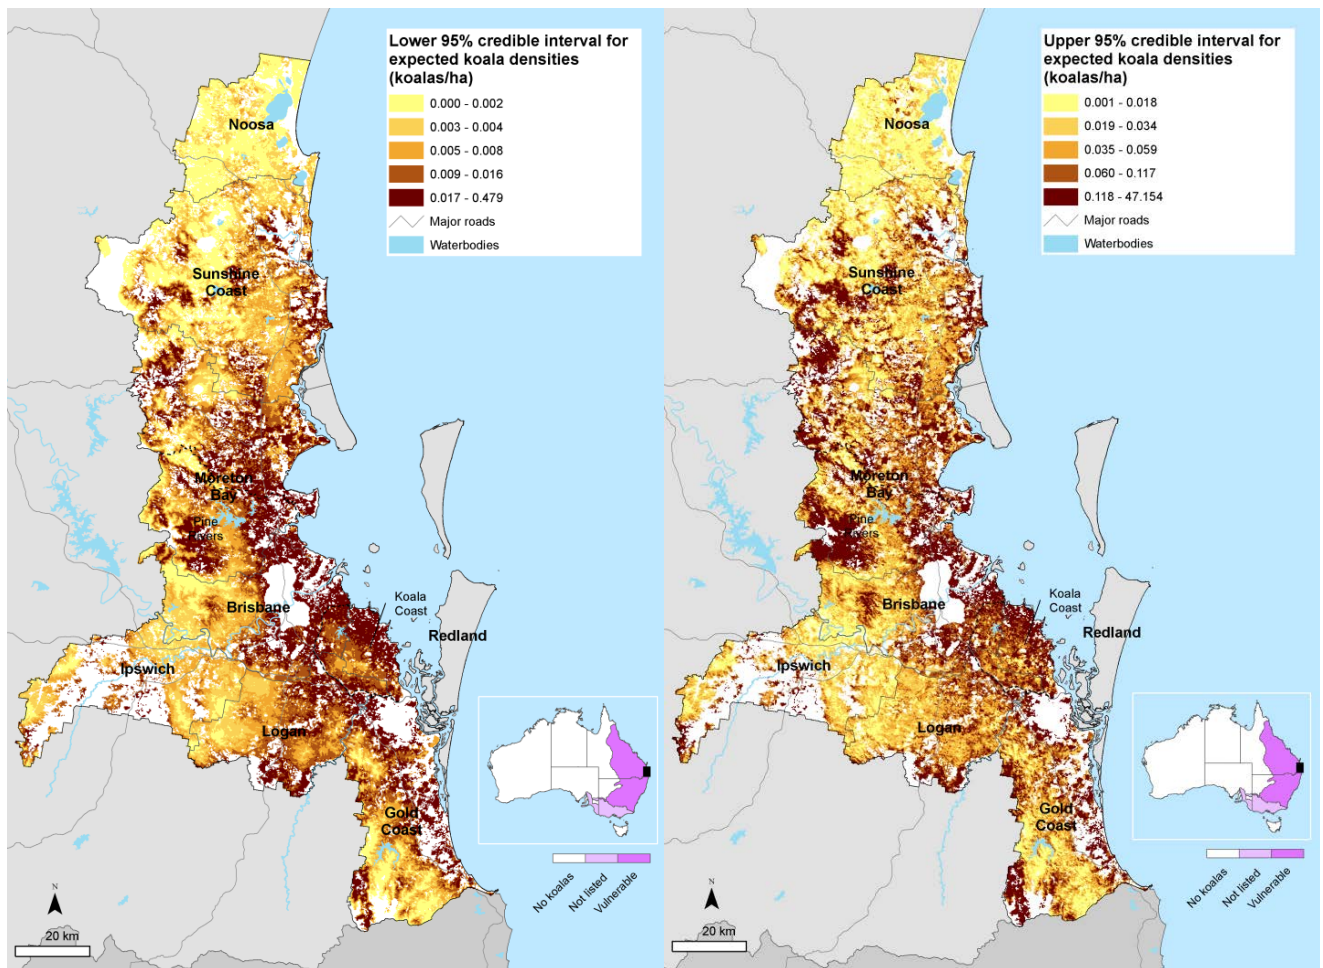 Lower 95% credible interval for
expected koala densities
(koalas/ha)
0.000 - 0.002
0.003 - 0.004
0.005 - 0.008
0.009 - 0.016
0.017 - 0.479
Major roads
Waterbodies
Noosa
Sunshine
Coast
Moreton
Bay
Pine
Rivers
Brisbane
Koala
Coast
Redland
Ipswich
Logan
Gold
Coast
No koalas
Not listed
Vulnerable
N
20 km
Upper 95% credible interval for
expected koala densities
(koalas/ha)
0.001 - 0.018
0.019 - 0.034
0.035 - 0.059
0.060 - 0.117
0.118 - 47.154
Major roads
Waterbodies
Noosa
Sunshine
Coast
Moreton
Bay
Pine
Rivers
Brisbane
Koala
Coast
Redland
Ipswich
Logan
Gold
Coast
No koalas
Not listed
Vulnerable
N
20 km